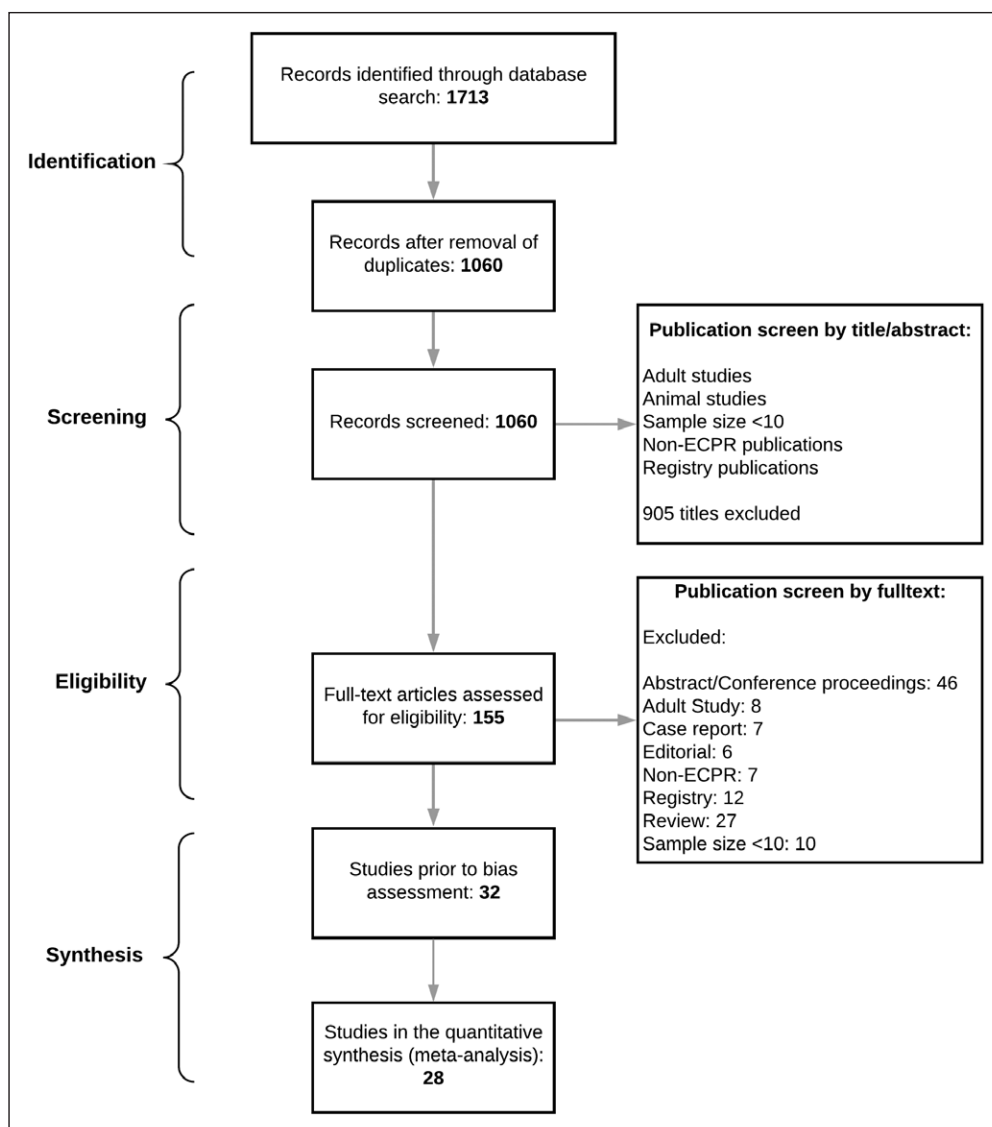 Identification
Records identified through database
search: 1713
Records after removal of
duplicates: 1060
Screening
Records screened: 1060
Publication screen by title/abstract:
Adult studies
Animal studies
Sample size <10
Non-ECPR publications
Registry publications
905 titles excluded
Eligibility
Full-text articles assessed
for eligibility: 155
Publication screen by fulltext:
Excluded:
Abstract/Conference proceedings: 46
Adult Study: 8
Case report: 7
Editorial: 6
Non-ECPR: 7
Registry: 12
Review: 27
Sample size <10: 10
Synthesis
Studies prior to bias
assessment: 32
Studies in the quantitative
synthesis (meta-analysis):
28